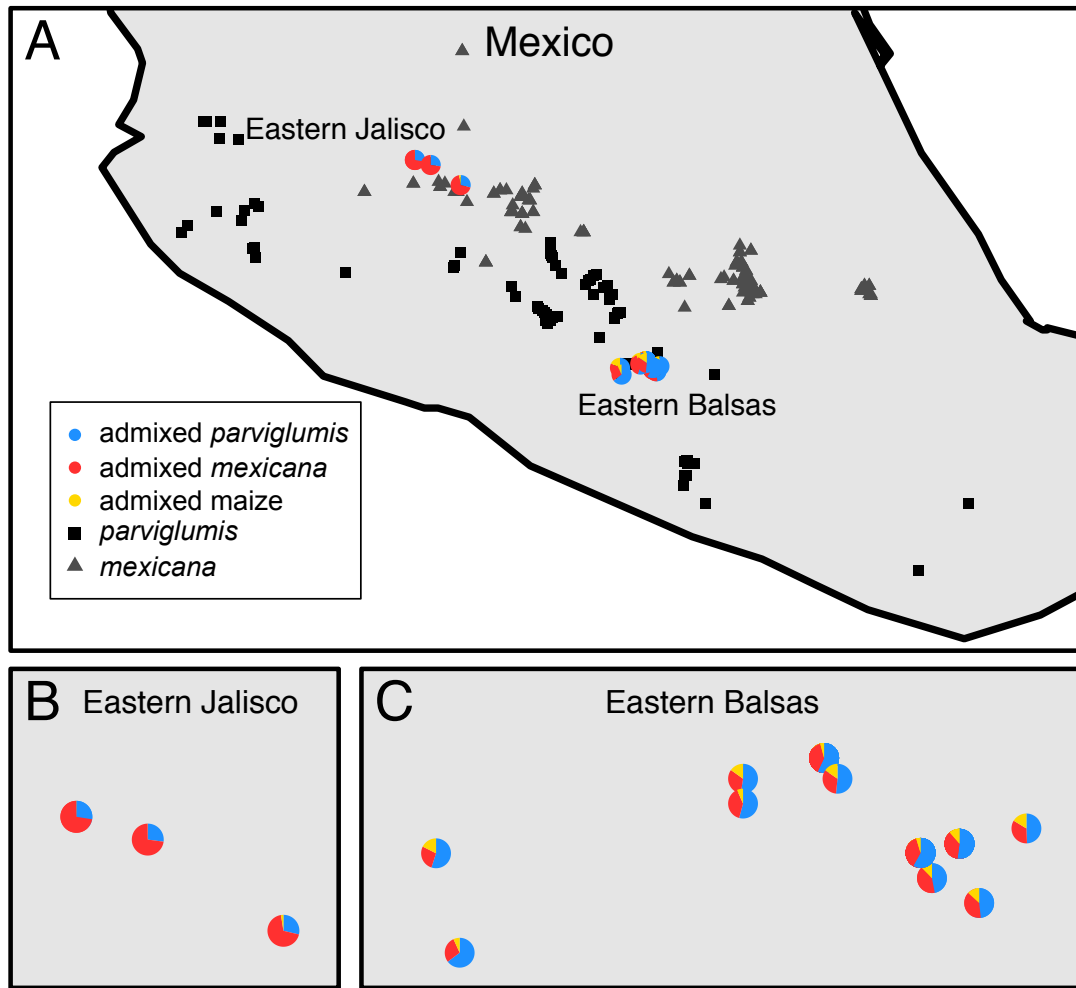 A
Mexico
Eastern Jalisco
Eastern Balsas
admixed parviglumis
admixed mexicana
admixed maize
parviglumis
mexicana
B
Eastern Jalisco
C
Eastern Balsas